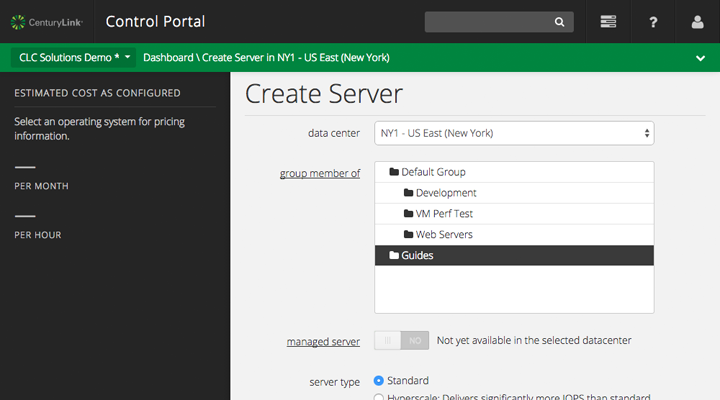 CenturyLink® Control Portal
CLC Solutions Demo * Dashboard \ Create Server in NY1 - US East (New York)
ESTIMATED COST AS CONFIGURED
Select an operating system for pricing
information.
PER MONTH
PER HOUR
Create Server
data center NY1 - US East (New York)
group member of Default Group
Development
VM Perf Test
Web Servers
Guides
managed server NO Not yet available in the selected datacenter
server type Standard
Hyperscale: Delivers significantly more IOPS than standard